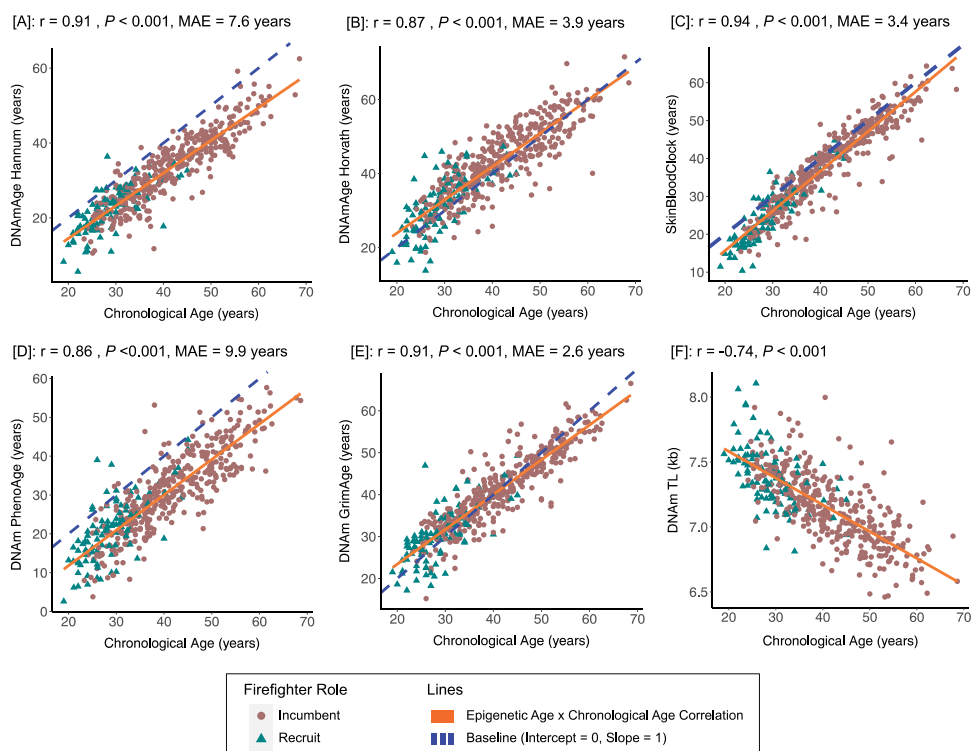 [A]: r = 0.91 , P < 0.001, MAE = 7.6 years
[B]: r = 0.87 , P < 0.001, MAE = 3.9 years
[C]: r = 0.94 , P < 0.001, MAE = 3.4 years
DNAmAge Hannum (years)
60
40
20
20 30 40 50 60 70
Chronological Age (years)
DNAmAge Horvath (years)
60
40
20
20 30 40 50 60 70
Chronological Age (years)
SkinBloodClock (years)
60
50
40
30
20
10
20 30 40 50 60 70
Chronological Age (years)
[D]: r = 0.86 , P <0.001, MAE = 9.9 years
[E]: r = 0.91, P < 0.001, MAE = 2.6 years
[F]: r = -0.74, P < 0.001
DNAm PhenoAge (years)
60
50
40
30
20
10
0
20 30 40 50 60 70
Chronological Age (years)
DNAm GrimAge (years)
60
50
40
30
20
20 30 40 50 60 70
Chronological Age (years)
DNAm TL (kb)
8.0
7.5
7.0
6.5
20 30 40 50 60 70
Chronological Age (years)
Firefighter Role
Incumbent
Recruit
Lines
Epigenetic Age x Chronological Age Correlation
Baseline (Intercept = 0, Slope = 1)